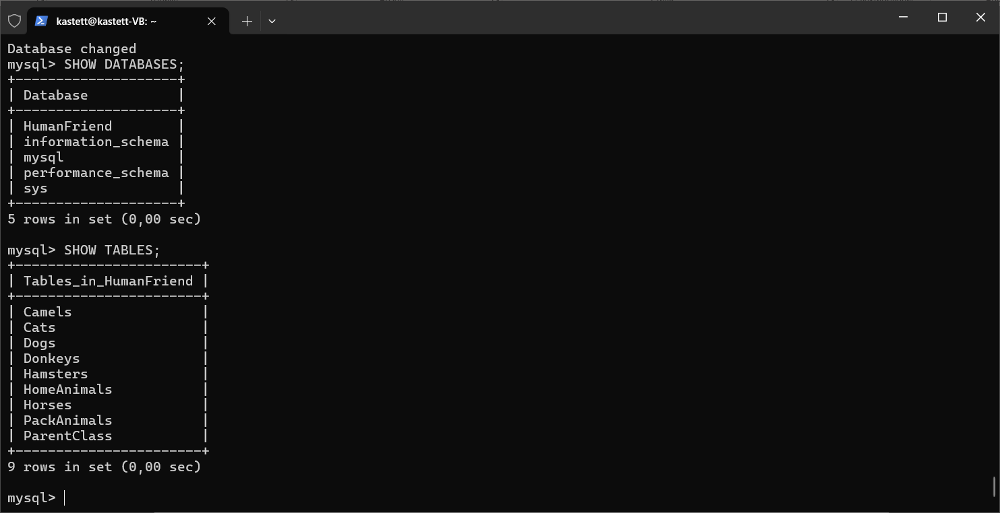 kastett@kastett-VB: ~
Database changed
mysql> SHOW DATABASES;
+--------------------+
| Database           |
+--------------------+
| HumanFriend        |
| information_schema |
| mysql              |
| performance_schema |
| sys                |
+--------------------+
5 rows in set (0,00 sec)

mysql> SHOW TABLES;
+-----------------------+
| Tables_in_HumanFriend |
+-----------------------+
| Camels                |
| Cats                  |
| Dogs                  |
| Donkeys               |
| Hamsters              |
| HomeAnimals           |
| Horses                |
| PackAnimals           |
| ParentClass           |
+-----------------------+
9 rows in set (0,00 sec)

mysql>